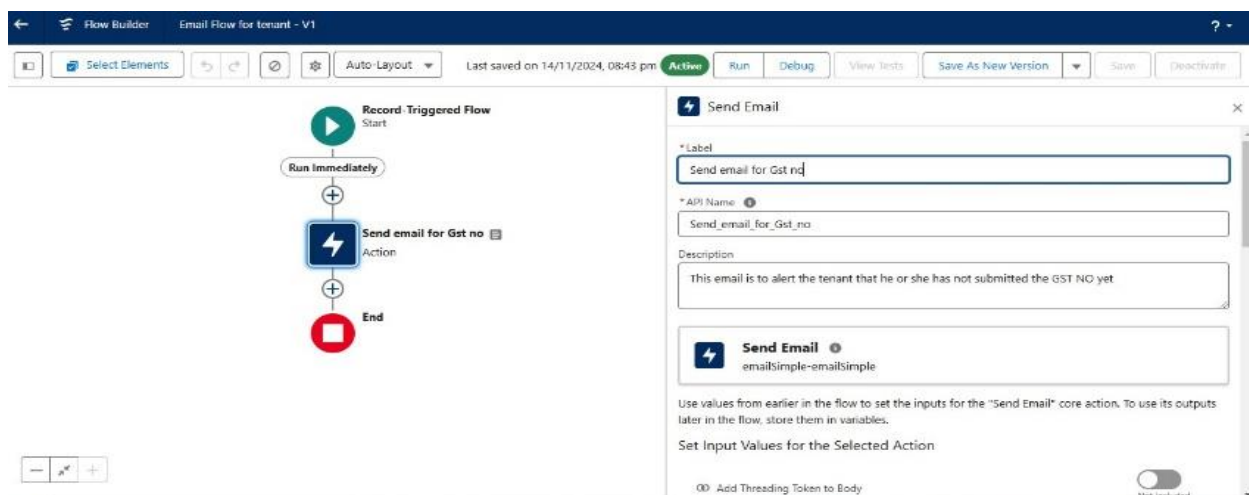 Flow Builder Email Flow for tenant - V1 ?
Select Elements Auto-Layout Last saved on 14/11/2024, 08:43 pm Active Run Debug View Tests Save As New Version Save Deactivate
Record-Triggered Flow
Start
Run Immediately
Send email for Gst no
Action
End
Send Email
*Label
Send email for Gst no
*API Name
Send_email_for_Gst_no
Description
This email is to alert the tenant that he or she has not submitted the GST NO yet
Send Email
emailSimple-emailSimple
Use values from earlier in the flow to set the inputs for the "Send Email" core action. To use its outputs
later in the flow, store them in variables.
Set Input Values for the Selected Action
Add Threading Token to Body